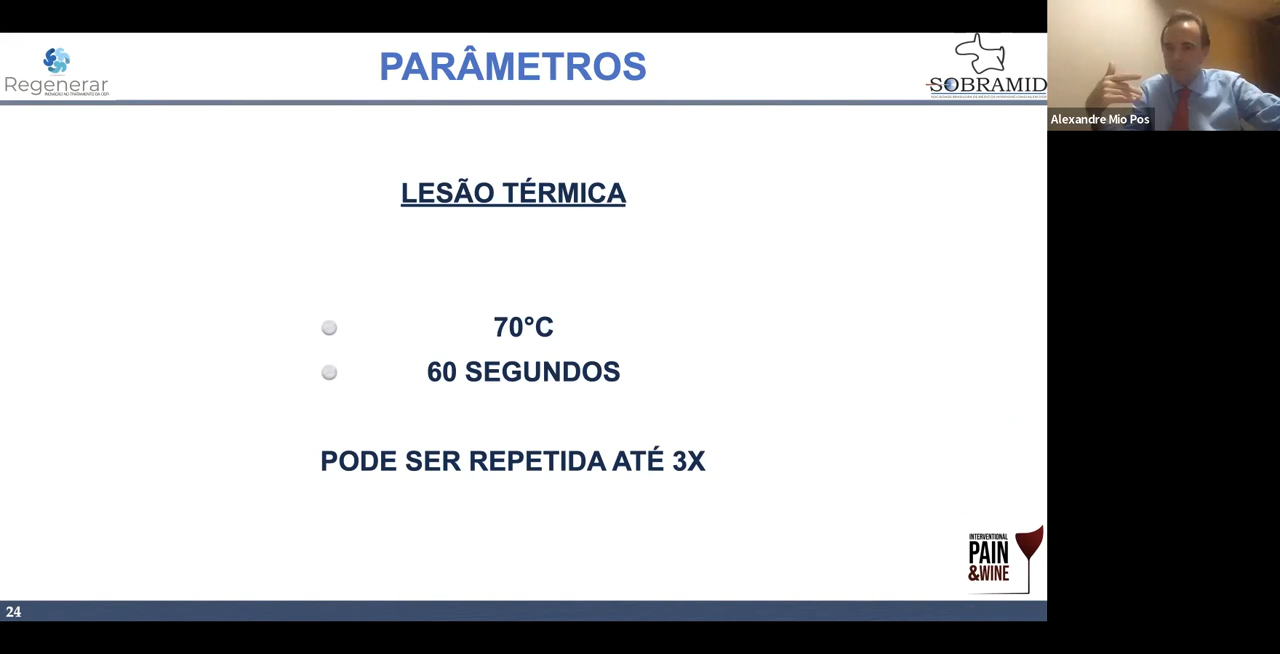 PARÂMETROS
Regenerar
SOBRAMID
Alexandre Mio Pos
LESÃO TÉRMICA
70°C
60 SEGUNDOS
PODE SER REPETIDA ATÉ 3X
INTERVENTIONAL
PAIN
&WINE
24